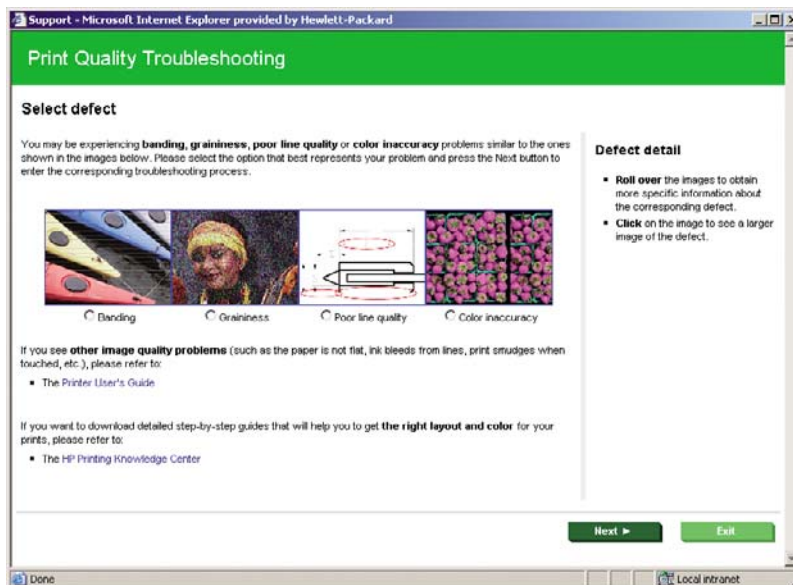 Support - Microsoft Internet Explorer provided by Hewlett-Packard
Print Quality Troubleshooting
Select defect
You may be experiencing banding, graininess, poor line quality or color inaccuracy problems similar to the ones
shown in the images below. Please select the option that best represents your problem and press the Next button to
enter the corresponding troubleshooting process.
Banding
Graininess
Poor line quality
Color inaccuracy
If you see other image quality problems (such as the paper is not flat, ink bleeds from lines, print smudges when
touched, etc.), please refer to:
The Printer User's Guide
If you want to download detailed step-by-step guides that will help you to get the right layout and color for your
prints, please refer to:
The HP Printing Knowledge Center
Defect detail
Roll over the images to obtain
more specific information about
the corresponding defect.
Click on the image to see a larger
image of the defect.
Next ►
Exit
Done
Local intranet